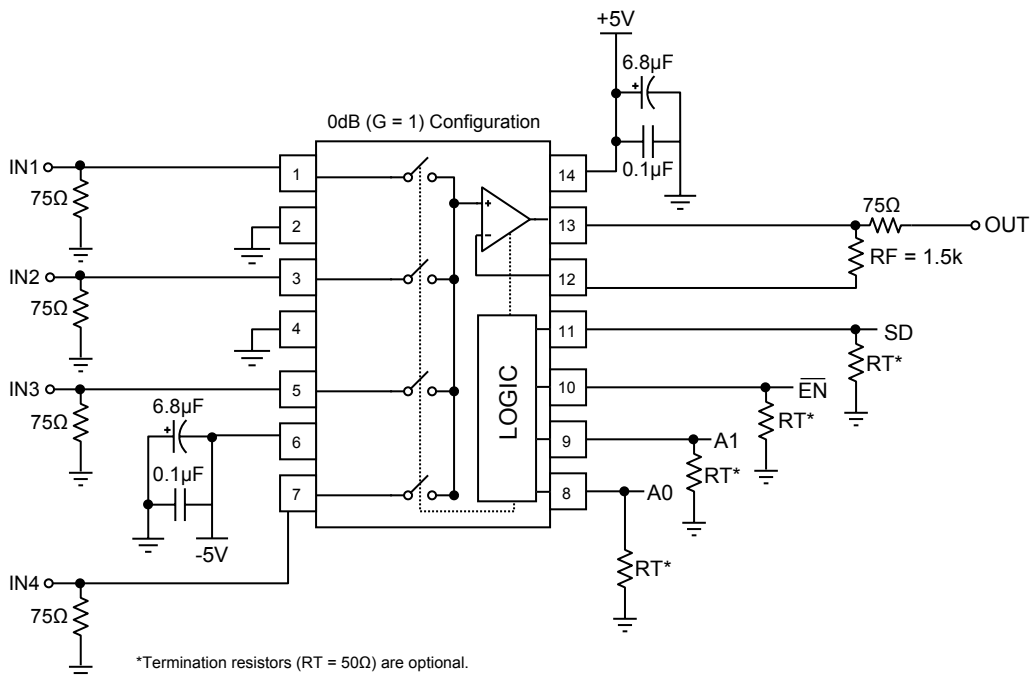 +5V
6.8µF
+
0dB (G = 1) Configuration
0.1µF
IN1
1
14
75Ω
2
13
75Ω
OUT
+
-
RF = 1.5k
IN2
3
12
75Ω
4
11
SD
RT*
LOGIC
10
EN
IN3
5
RT*
6.8µF
75Ω
+
6
9
A1
0.1µF
RT*
7
8
A0
-5V
RT*
IN4
75Ω
*Termination resistors (RT = 50Ω) are optional.